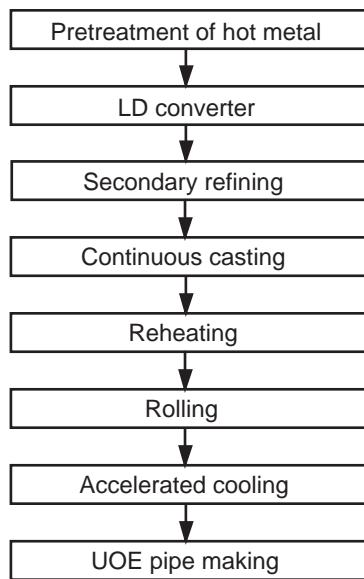 Pretreatment of hot metal
LD converter
Secondary refining
Continuous casting
Reheating
Rolling
Accelerated cooling
UOE pipe making